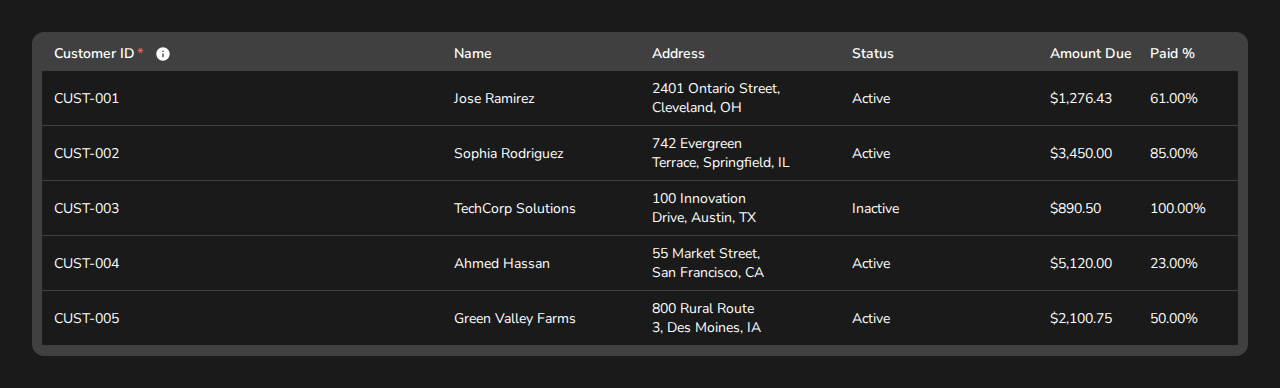 Customer ID * Name Address Status Amount Due Paid %
CUST-001 Jose Ramirez 2401 Ontario Street, Active $1,276.43 61.00%
Cleveland, OH
CUST-002 Sophia Rodriguez 742 Evergreen Active $3,450.00 85.00%
Terrace, Springfield, IL
CUST-003 TechCorp Solutions 100 Innovation Inactive $890.50 100.00%
Drive, Austin, TX
CUST-004 Ahmed Hassan 55 Market Street, Active $5,120.00 23.00%
San Francisco, CA
CUST-005 Green Valley Farms 800 Rural Route Active $2,100.75 50.00%
3, Des Moines, IA